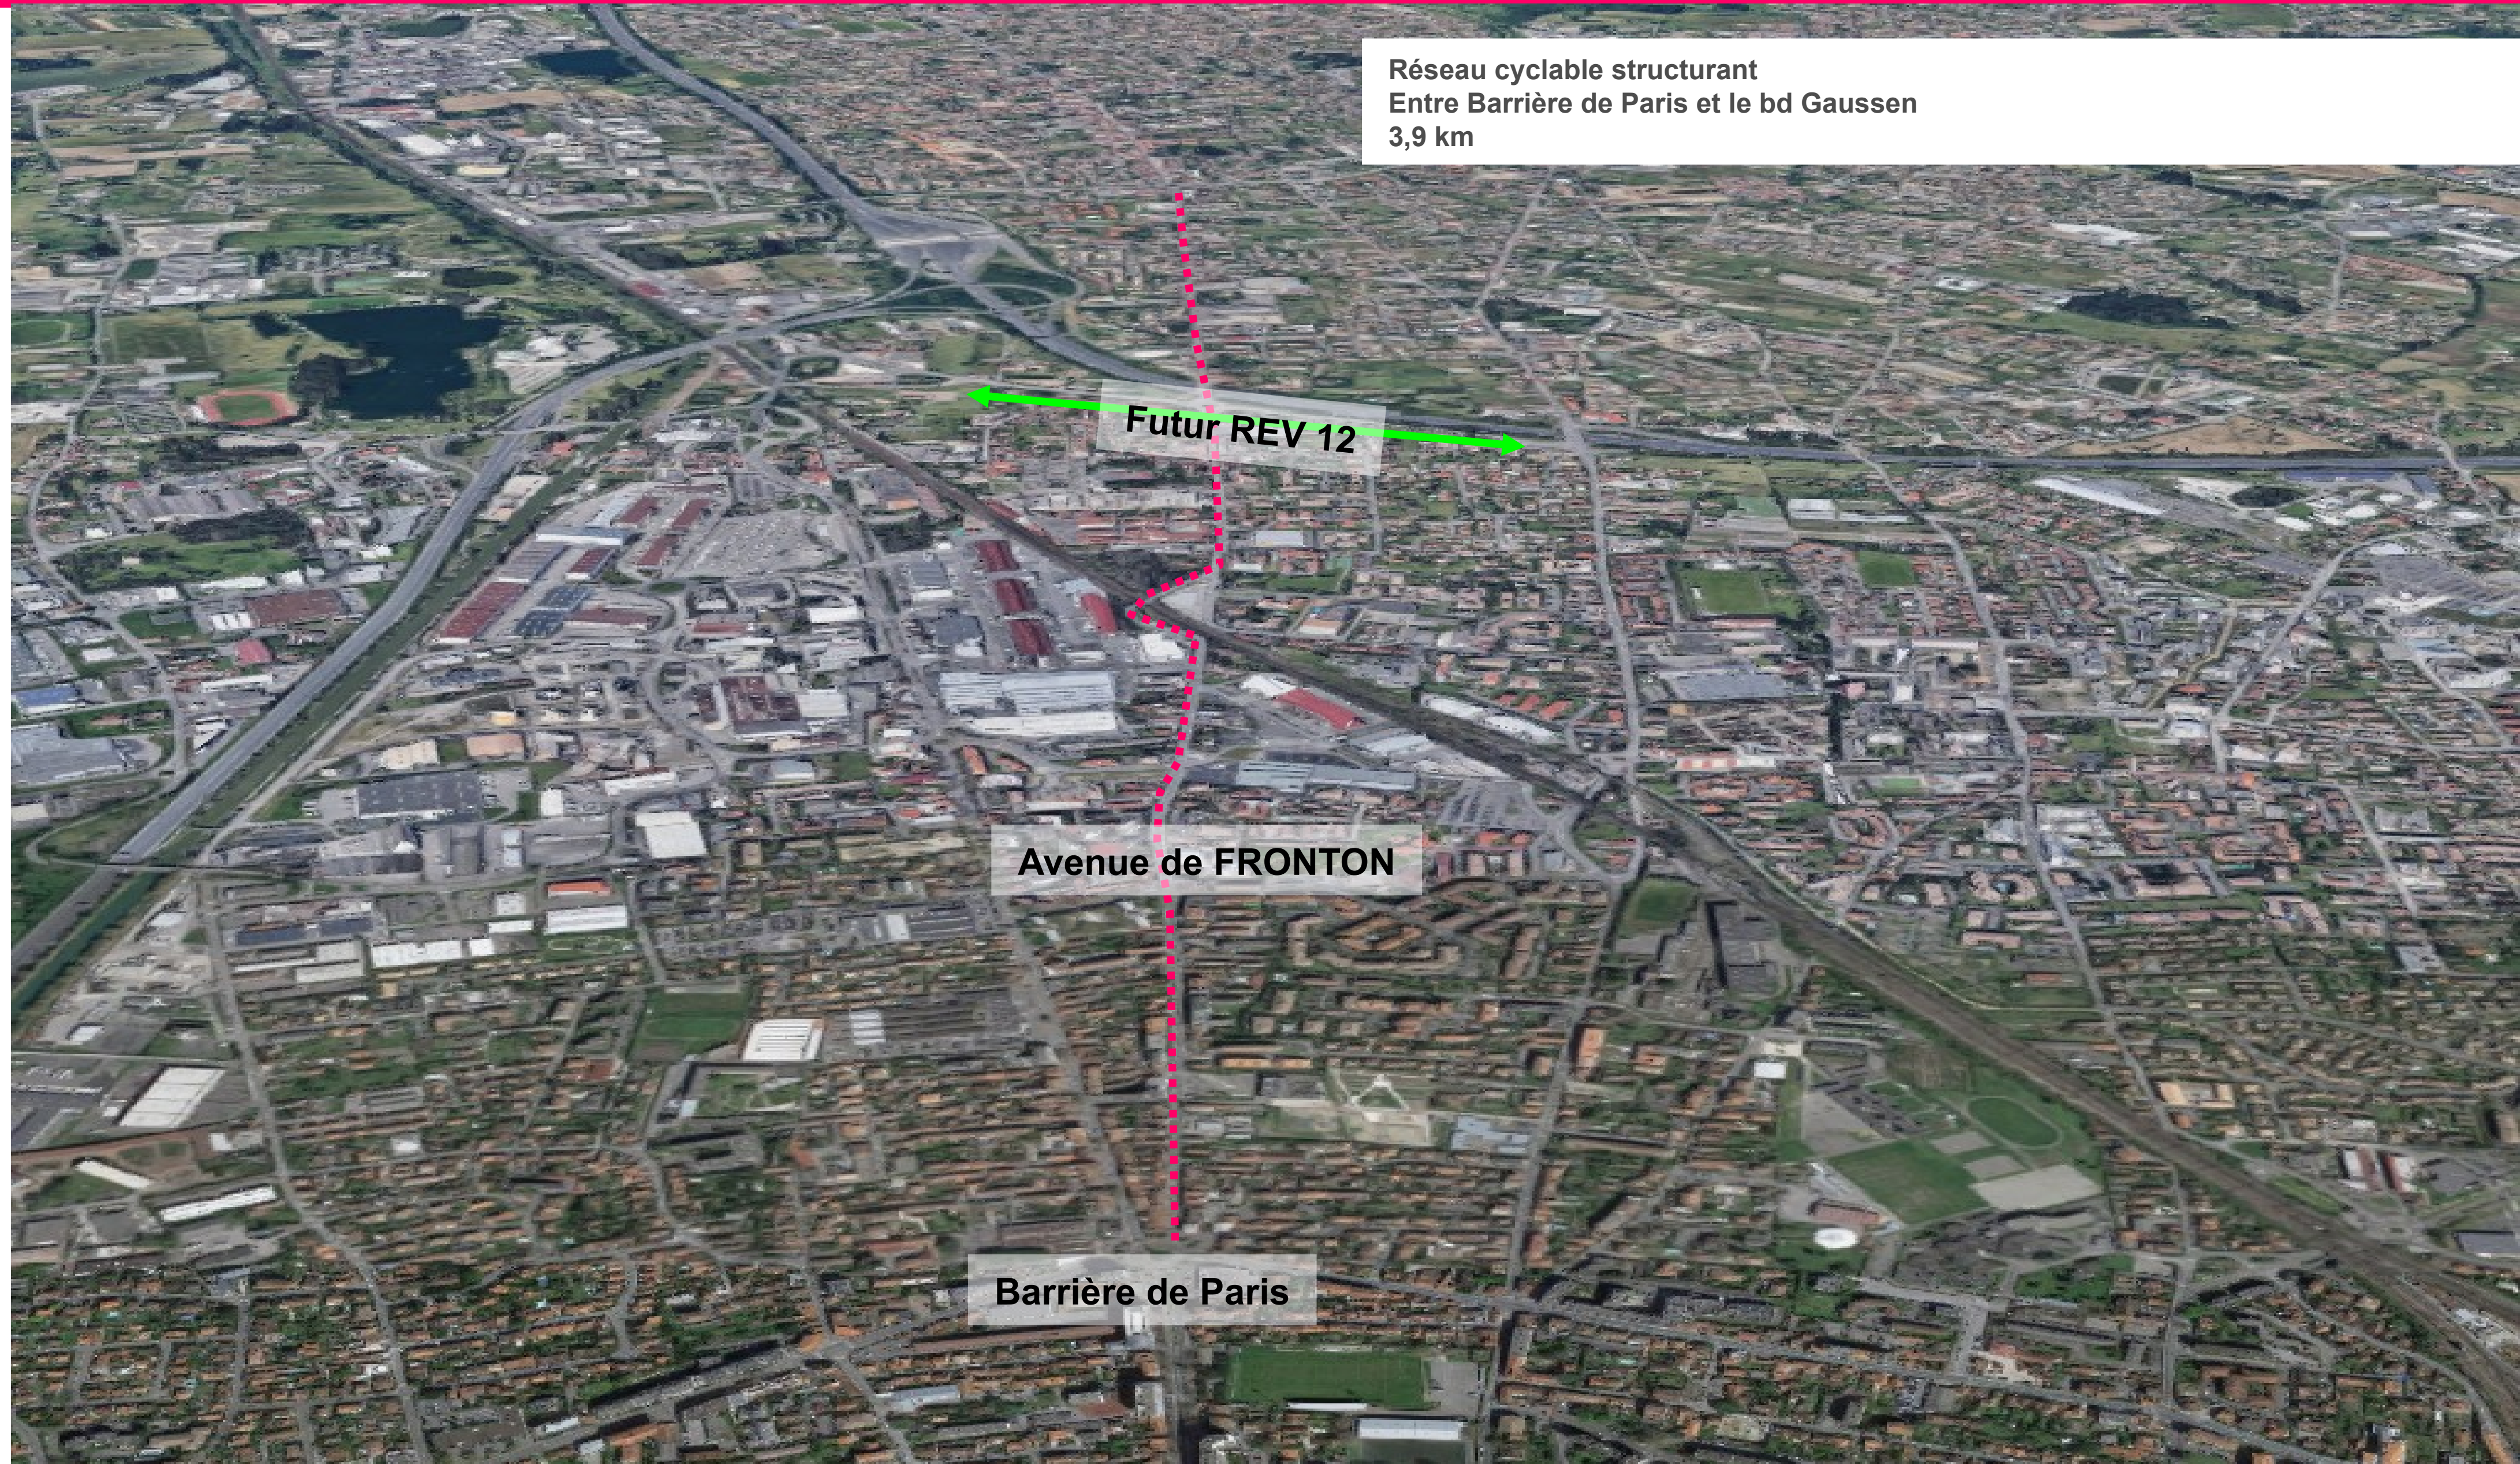 Réseau cyclable structurant
Entre Barrière de Paris et le bd Gaussen
3,9 km
Futur REV 12
Avenue de FRONTON
Barrière de Paris